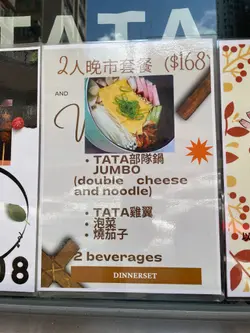 TATA
2人晚市套餐 ($168)
AND
• TATA部隊鍋
JUMBO
(double cheese
and noodle)
• TATA雞翼
• 泡菜
• 燒茄子
2 beverages
DINNERSET
08